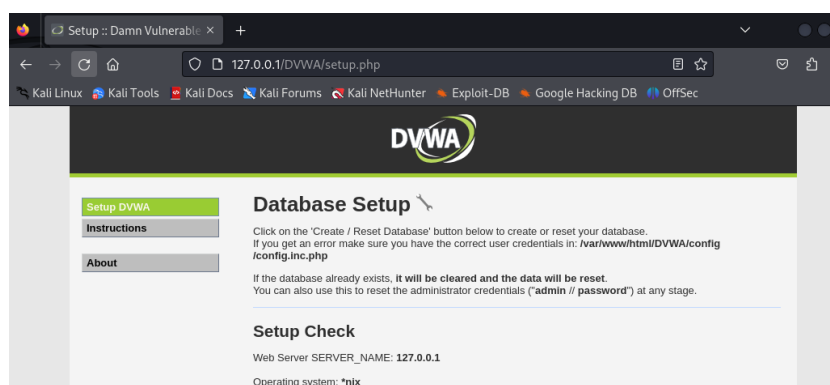 Setup :: Damn Vulnerable
127.0.0.1/DVWA/setup.php
Kali Linux Kali Tools Kali Docs Kali Forums Kali NetHunter Exploit-DB Google Hacking DB OffSec
DVWA
Setup DVWA
Instructions
About
Database Setup
Click on the 'Create / Reset Database' button below to create or reset your database.
If you get an error make sure you have the correct user credentials in: /var/www/html/DVWA/config
/config.inc.php
If the database already exists, it will be cleared and the data will be reset.
You can also use this to reset the administrator credentials ("admin // password") at any stage.
Setup Check
Web Server SERVER_NAME: 127.0.0.1
Operating system: *nix